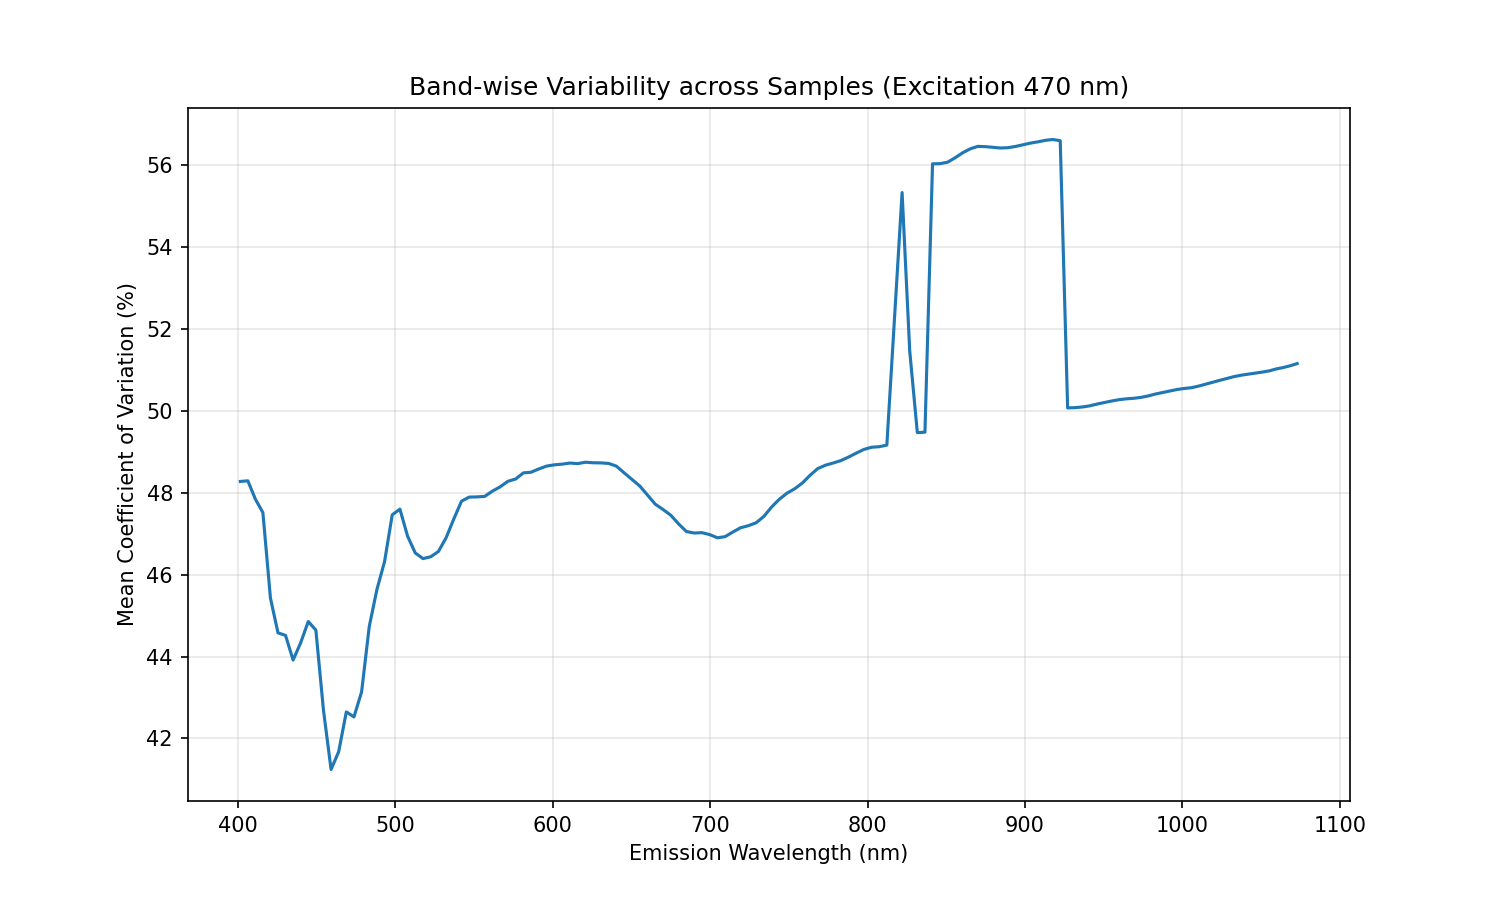 Band-wise Variability across Samples (Excitation 470 nm)
Mean Coefficient of Variation (%)
56
54
52
50
48
46
44
42
400 500 600 700 800 900 1000 1100
Emission Wavelength (nm)